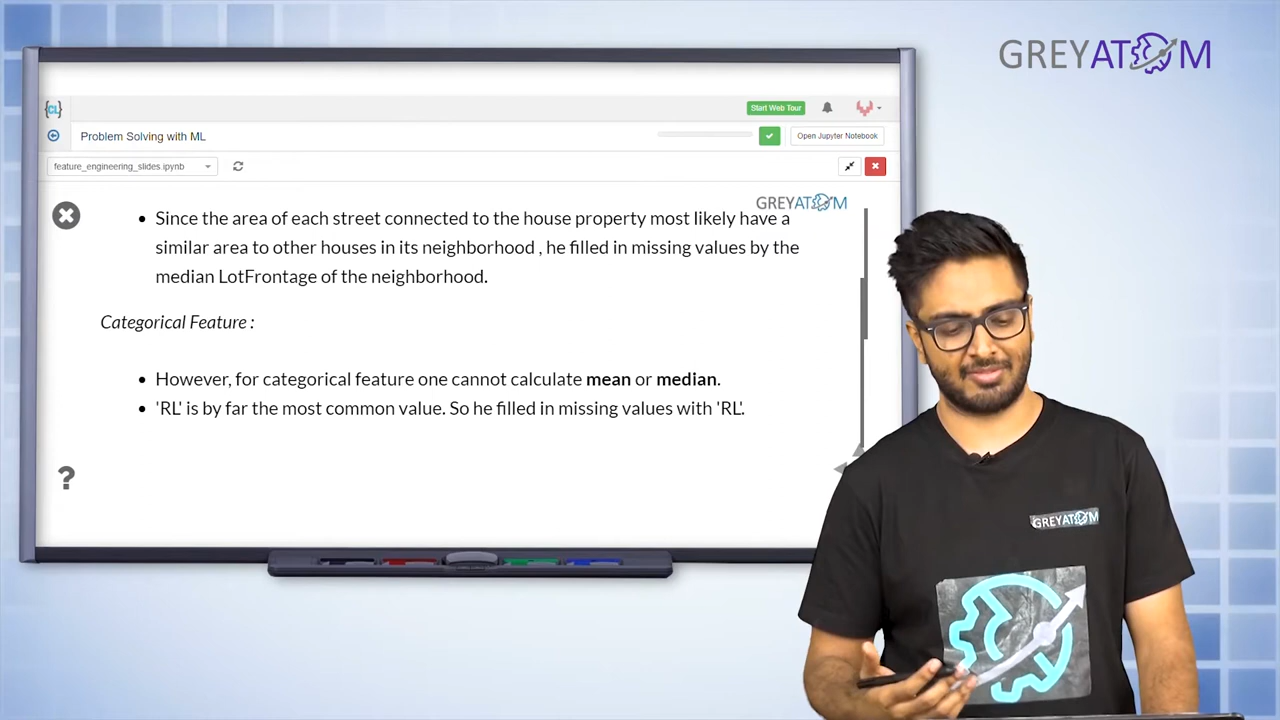 GREYATOM
{CL}
Start Web Tour
Problem Solving with ML
Open Jupyter Notebook
feature_engineering_slides.ipynb
GREYATOM
• Since the area of each street connected to the house property most likely have a
similar area to other houses in its neighborhood , he filled in missing values by the
median LotFrontage of the neighborhood.
Categorical Feature :
• However, for categorical feature one cannot calculate mean or median.
• 'RL' is by far the most common value. So he filled in missing values with 'RL'.
?
GREYATOM